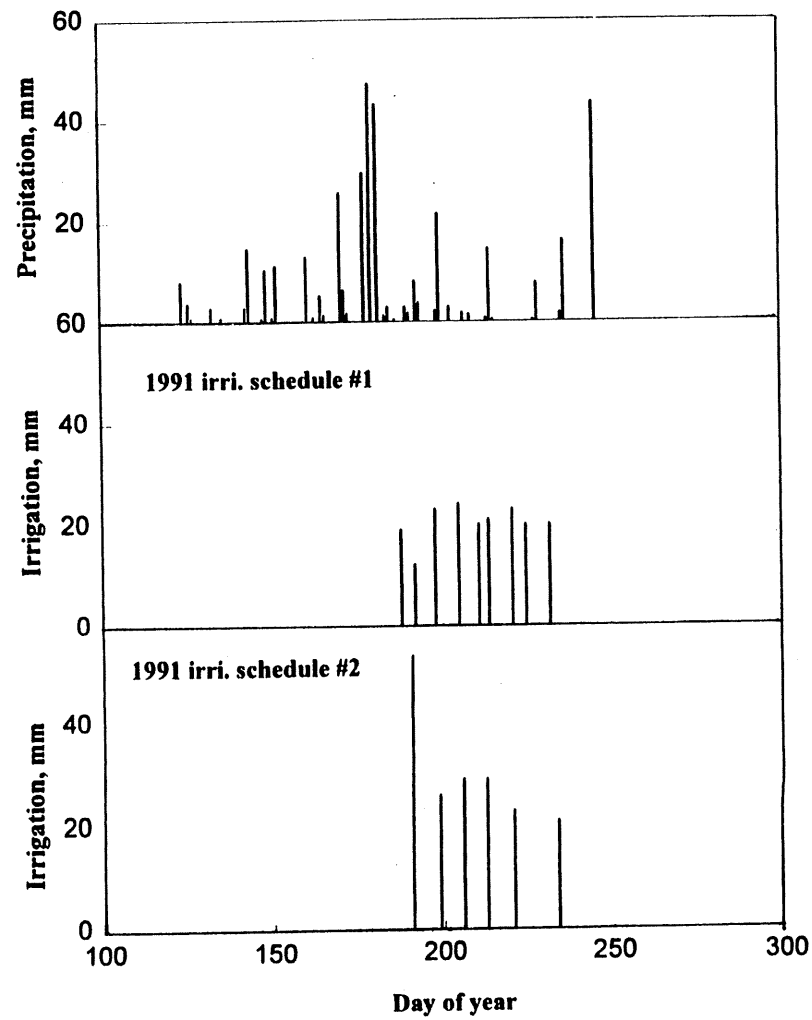 60
40
20
60
Precipitation, mm
1991 irri. schedule #1
40
20
0
Irrigation, mm
1991 irri. schedule #2
40
20
0
Irrigation, mm
100 150 200 250 300
Day of year